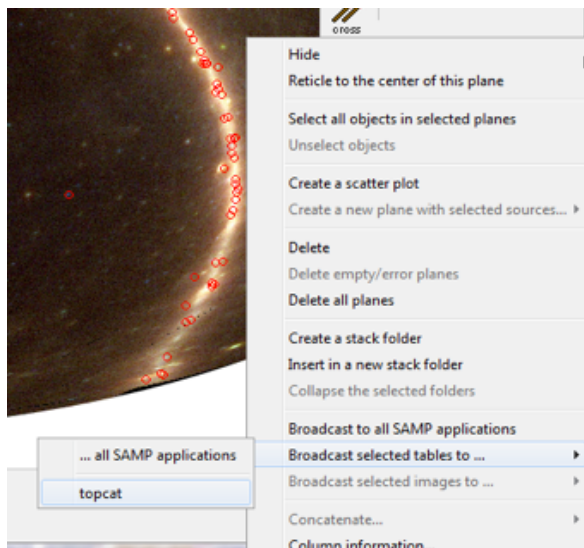 cross
Hide
Reticle to the center of this plane
Select all objects in selected planes
Unselect objects
Create a scatter plot
Create a new plane with selected sources...
Delete
Delete empty/error planes
Delete all planes
Create a stack folder
Insert in a new stack folder
Collapse the selected folders
Broadcast to all SAMP applications
... all SAMP applications
Broadcast selected tables to ...
topcat
Broadcast selected images to ...
Concatenate...
Column information...